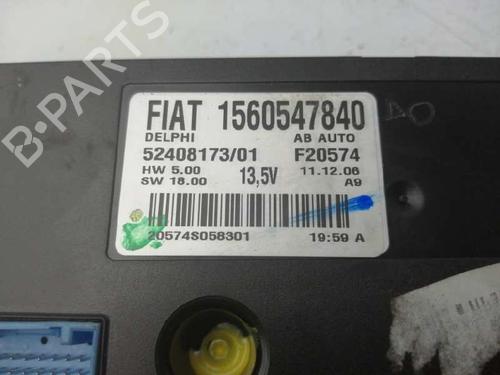 FIAT 1560547840
DELPHI AB AUTO
52408173/01 F20574
HW 5.00 13,5V 11.12.06
SW 18.00 A9
20574S058301 19:59 A